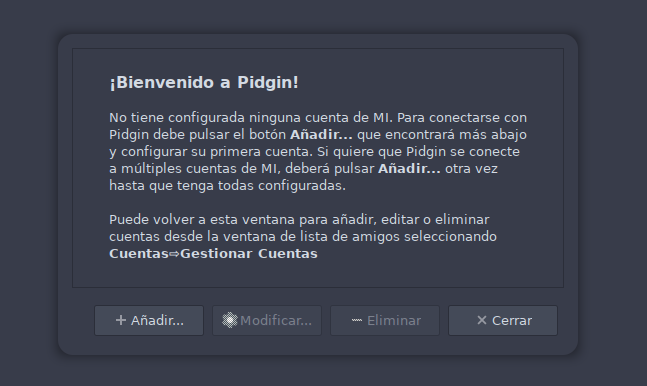 ¡Bienvenido a Pidgin!
No tiene configurada ninguna cuenta de MI. Para conectarse con
Pidgin debe pulsar el botón Añadir... que encontrará más abajo
y configurar su primera cuenta. Si quiere que Pidgin se conecte
a múltiples cuentas de MI, deberá pulsar Añadir... otra vez
hasta que tenga todas configuradas.
Puede volver a esta ventana para añadir, editar o eliminar
cuentas desde la ventana de lista de amigos seleccionando
Cuentas⇨Gestionar Cuentas
Añadir... Modificar... Eliminar Cerrar